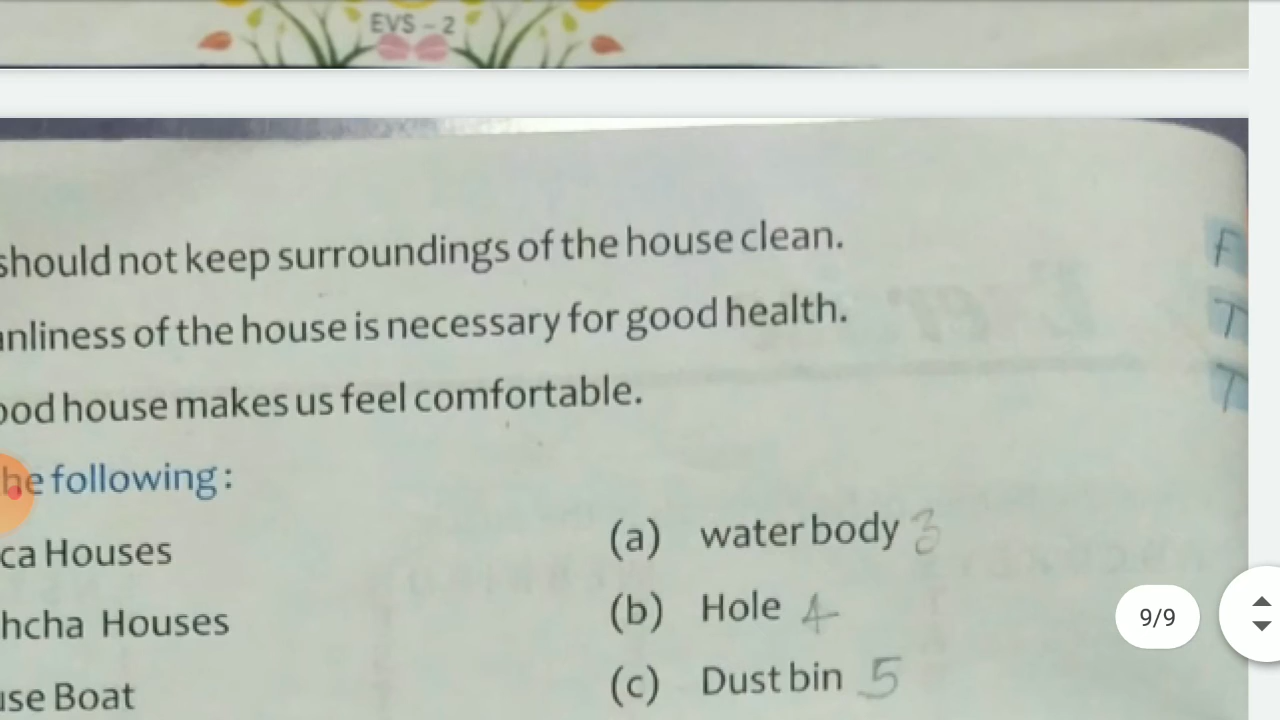 EVS - 2
should not keep surroundings of the house clean. F
anliness of the house is necessary for good health. T
ood house makes us feel comfortable. T
he following :
ca Houses (a) water body 3
hcha Houses (b) Hole 4
9/9
use Boat (c) Dust bin 5